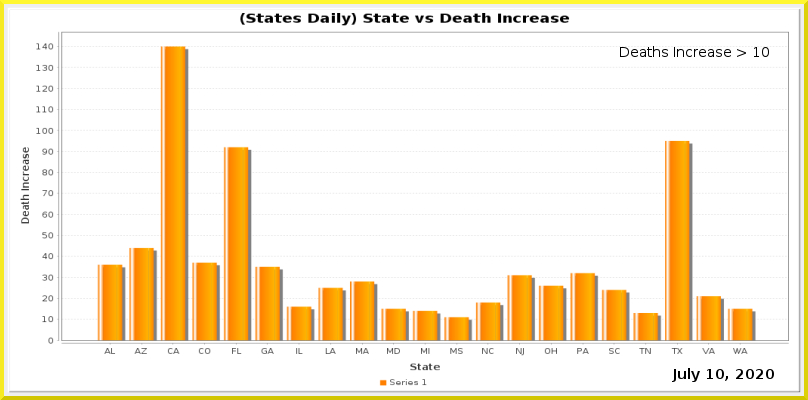 (States Daily) State vs Death Increase
Deaths Increase > 10
140
130
120
110
100
90
80
70
60
50
40
30
20
10
0
Death Increase
AL AZ CA CO FL GA IL LA MA MD MI MS NC NJ OH PA SC TN TX VA WA
State
Series 1
July 10, 2020